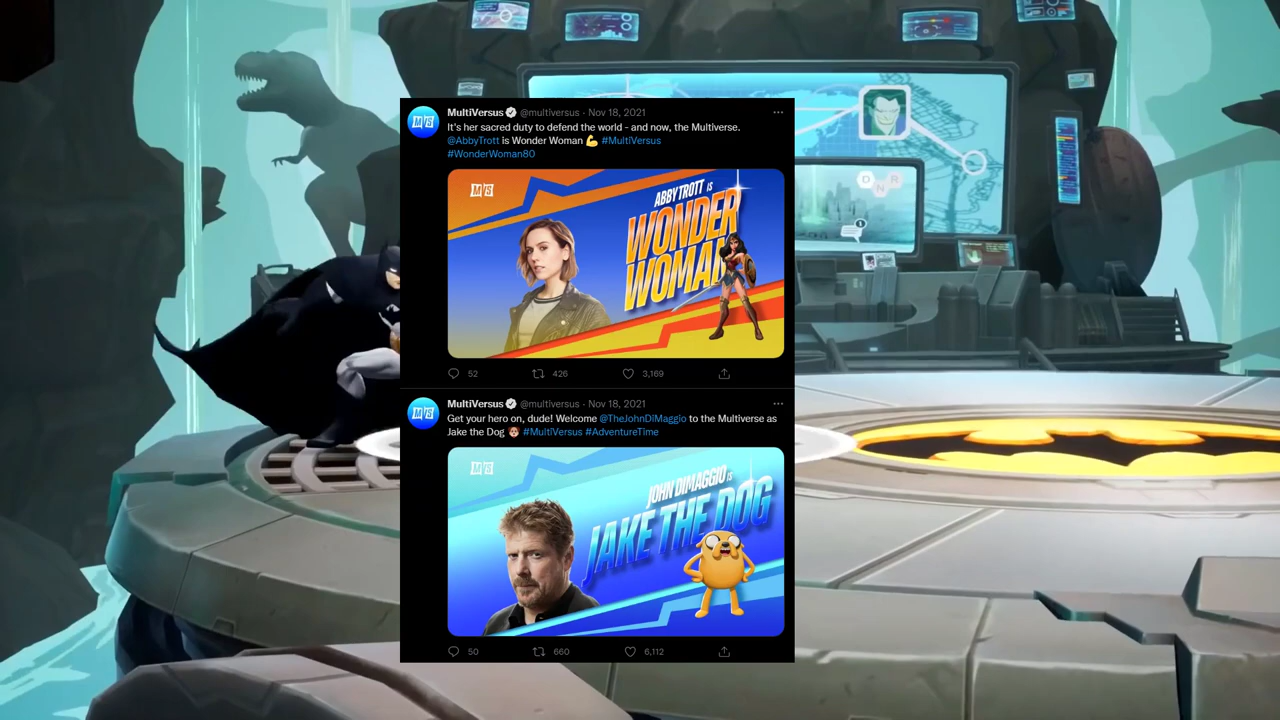 MultiVersus @multiversus · Nov 18, 2021
It's her sacred duty to defend the world - and now, the Multiverse.
@AbbyTrott is Wonder Woman 💪 #MultiVersus
#WonderWoman80
MVS
ABBY TROTT IS
WONDER
WOMAN
52 426 3,169
MultiVersus @multiversus · Nov 18, 2021
Get your hero on, dude! Welcome @TheJohnDiMaggio to the Multiverse as
Jake the Dog 🐶 #MultiVersus #AdventureTime
MVS
JOHN DIMAGGIO IS
JAKE THE DOG
50 660 6,112
D N A